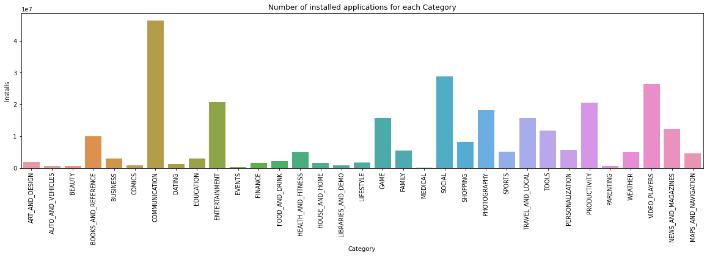 Number of installed applications for each Category
1e7
4
3
2
1
0
Installs
ART_AND_DESIGN
AUTO_AND_VEHICLES
BEAUTY
BOOKS_AND_REFERENCE
BUSINESS
COMICS
COMMUNICATION
DATING
EDUCATION
ENTERTAINMENT
EVENTS
FINANCE
FOOD_AND_DRINK
HEALTH_AND_FITNESS
HOUSE_AND_HOME
LIBRARIES_AND_DEMO
LIFESTYLE
GAME
FAMILY
MEDICAL
SOCIAL
SHOPPING
PHOTOGRAPHY
SPORTS
TRAVEL_AND_LOCAL
TOOLS
PERSONALIZATION
PRODUCTIVITY
PARENTING
WEATHER
VIDEO_PLAYERS
NEWS_AND_MAGAZINES
MAPS_AND_NAVIGATION
Category